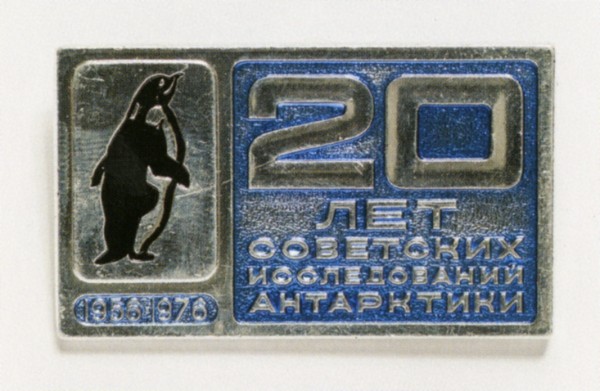 20
ЛЕТ
СОВЕТСКИХ
ИССЛЕДОВАНИЙ
АНТАРКТИКИ
1956-1976